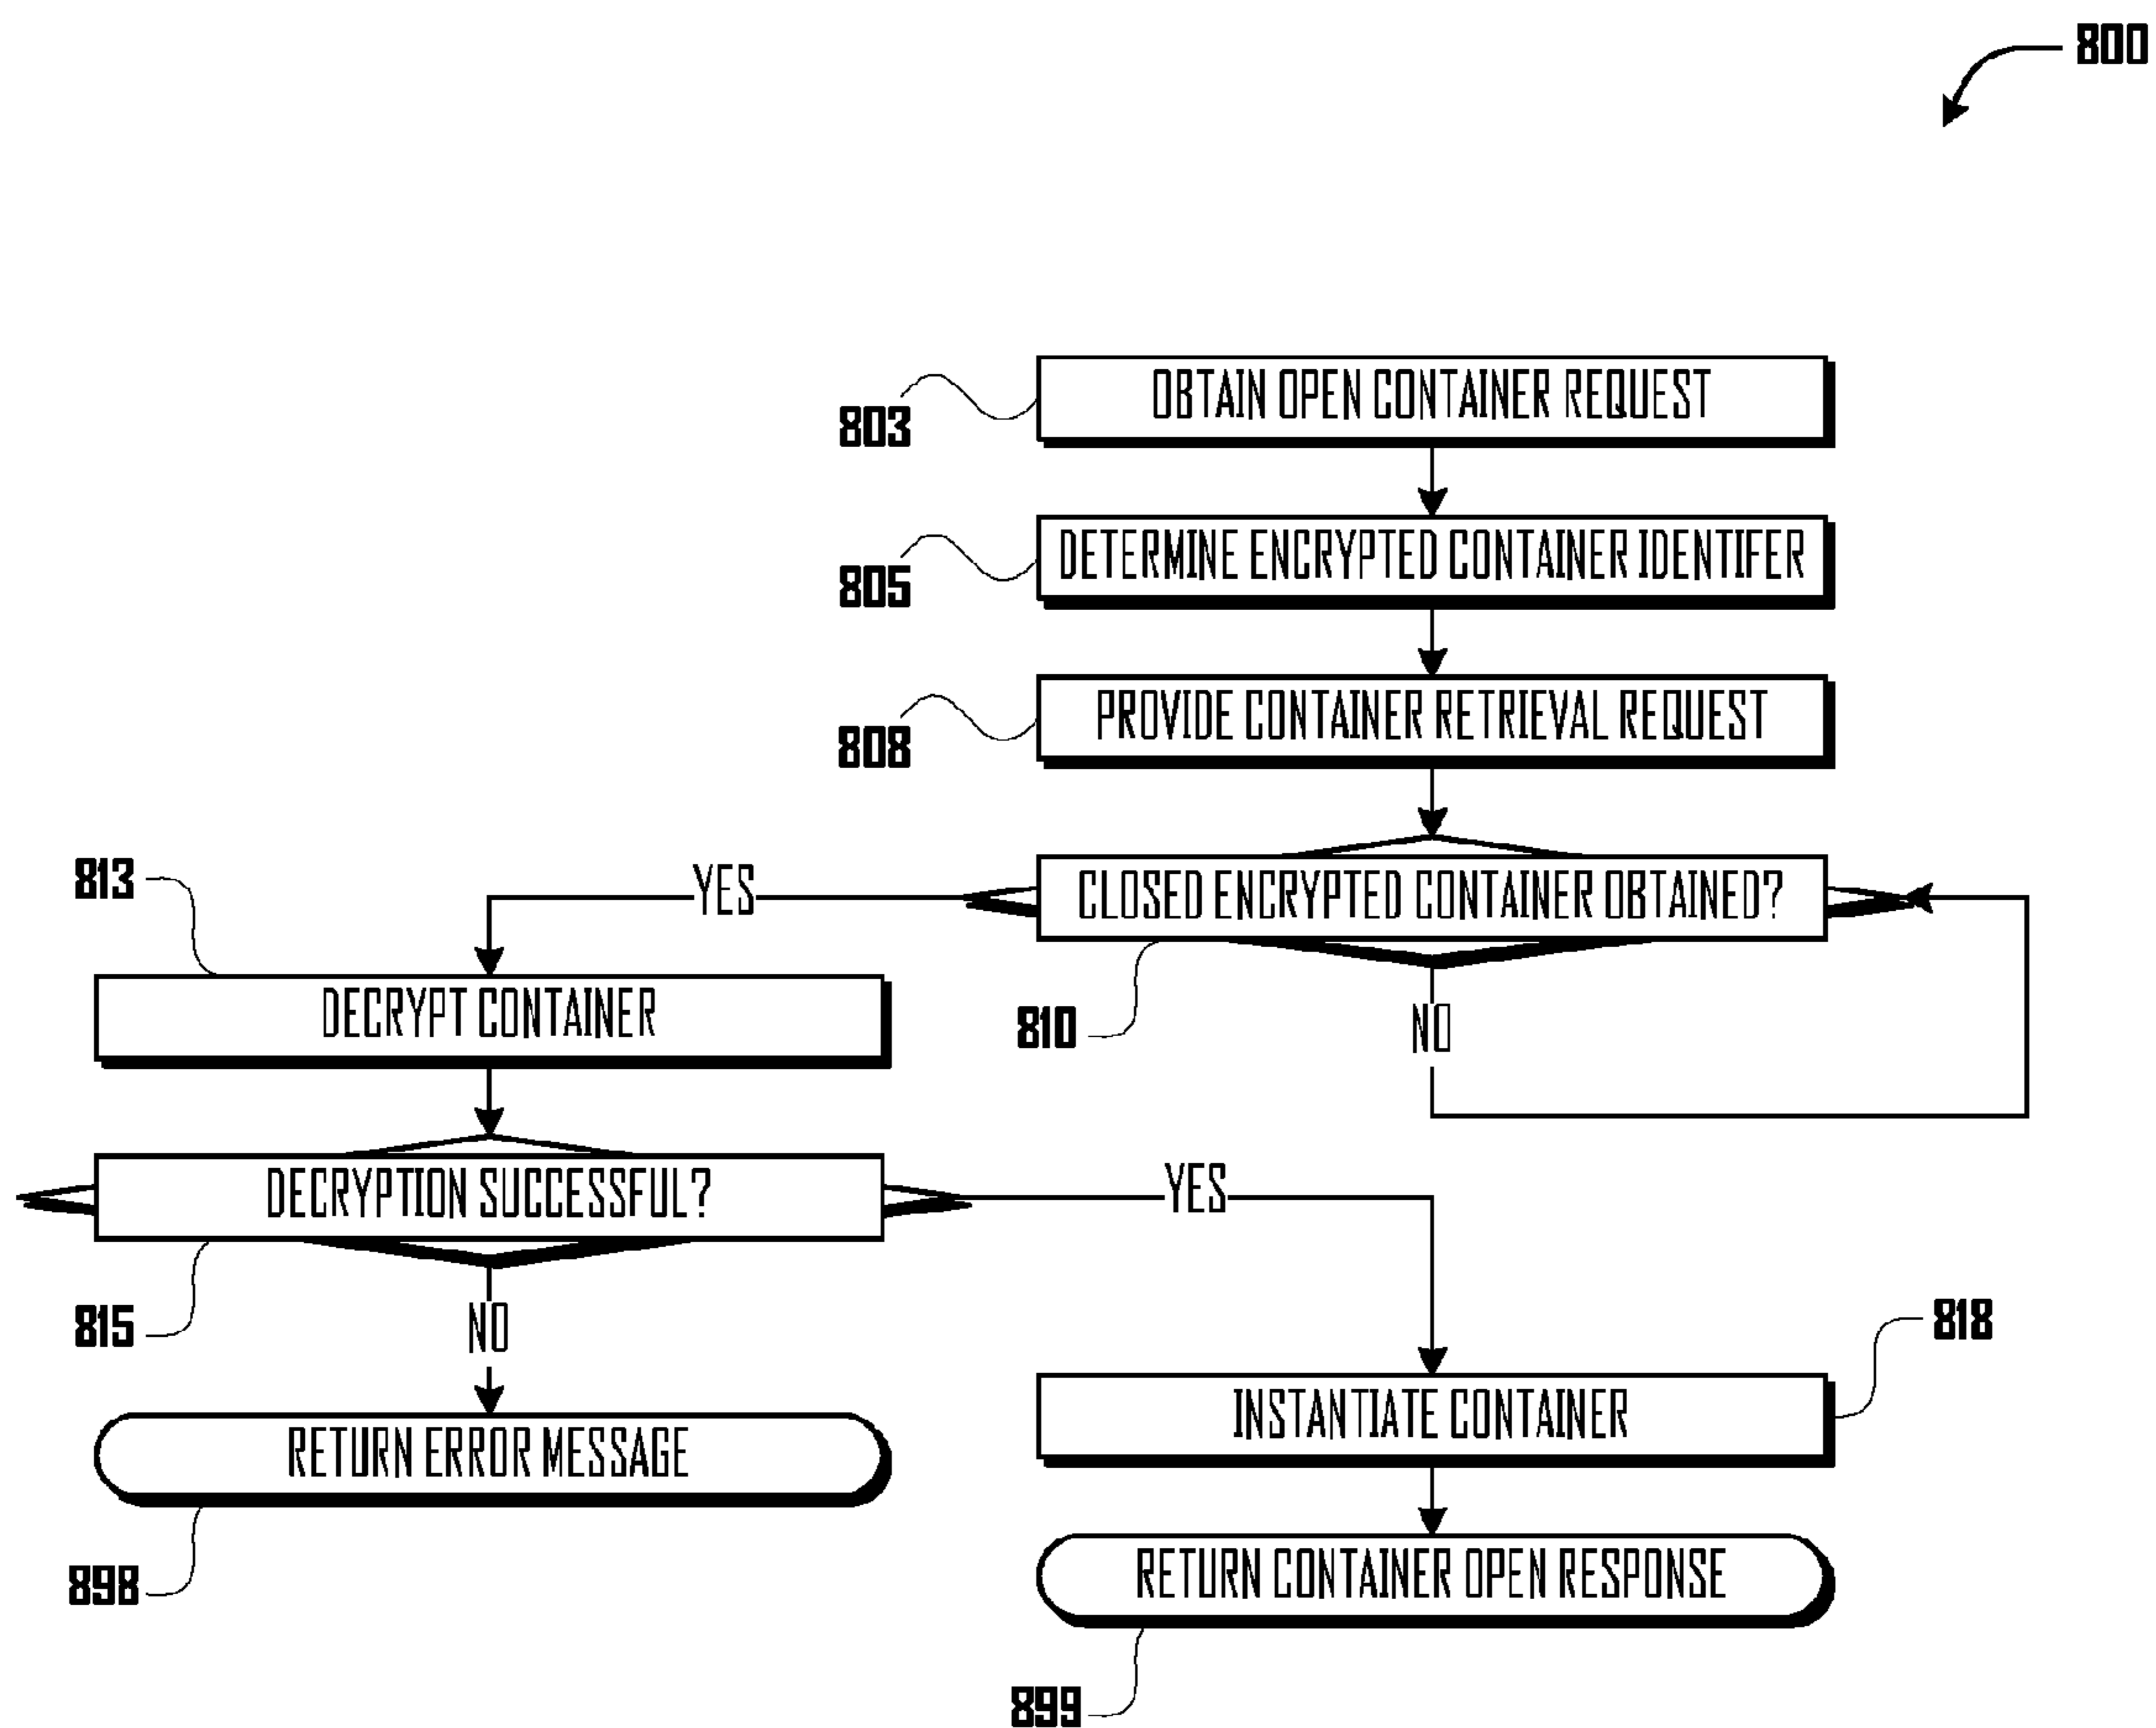 800
OBTAIN OPEN CONTAINER REQUEST
803
DETERMINE ENCRYPTED CONTAINER IDENTIFER
805
PROVIDE CONTAINER RETRIEVAL REQUEST
808
CLOSED ENCRYPTED CONTAINER OBTAINED?
810
YES
NO
813
DECRYPT CONTAINER
DECRYPTION SUCCESSFUL?
815
YES
NO
818
INSTANTIATE CONTAINER
RETURN ERROR MESSAGE
898
RETURN CONTAINER OPEN RESPONSE
899